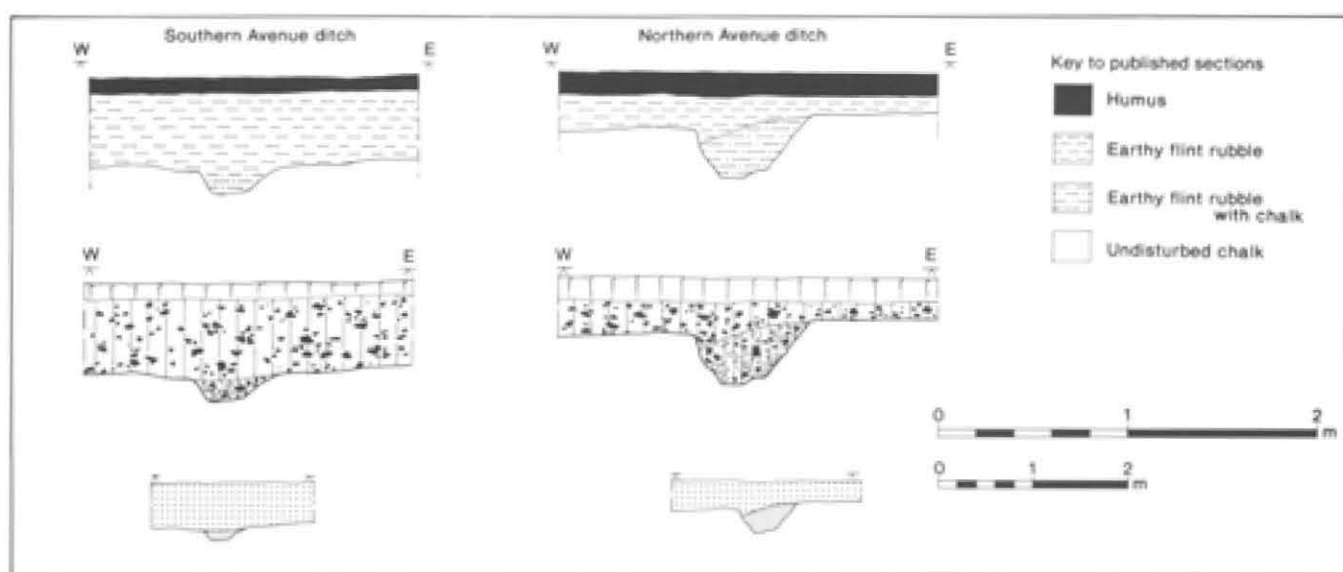 Southern Avenue ditch
Northern Avenue ditch
W E
W E
Key to published sections
Humus
Earthy flint rubble
Earthy flint rubble
with chalk
Undisturbed chalk
W E
W E
0 1 2
m
0 1 2
m